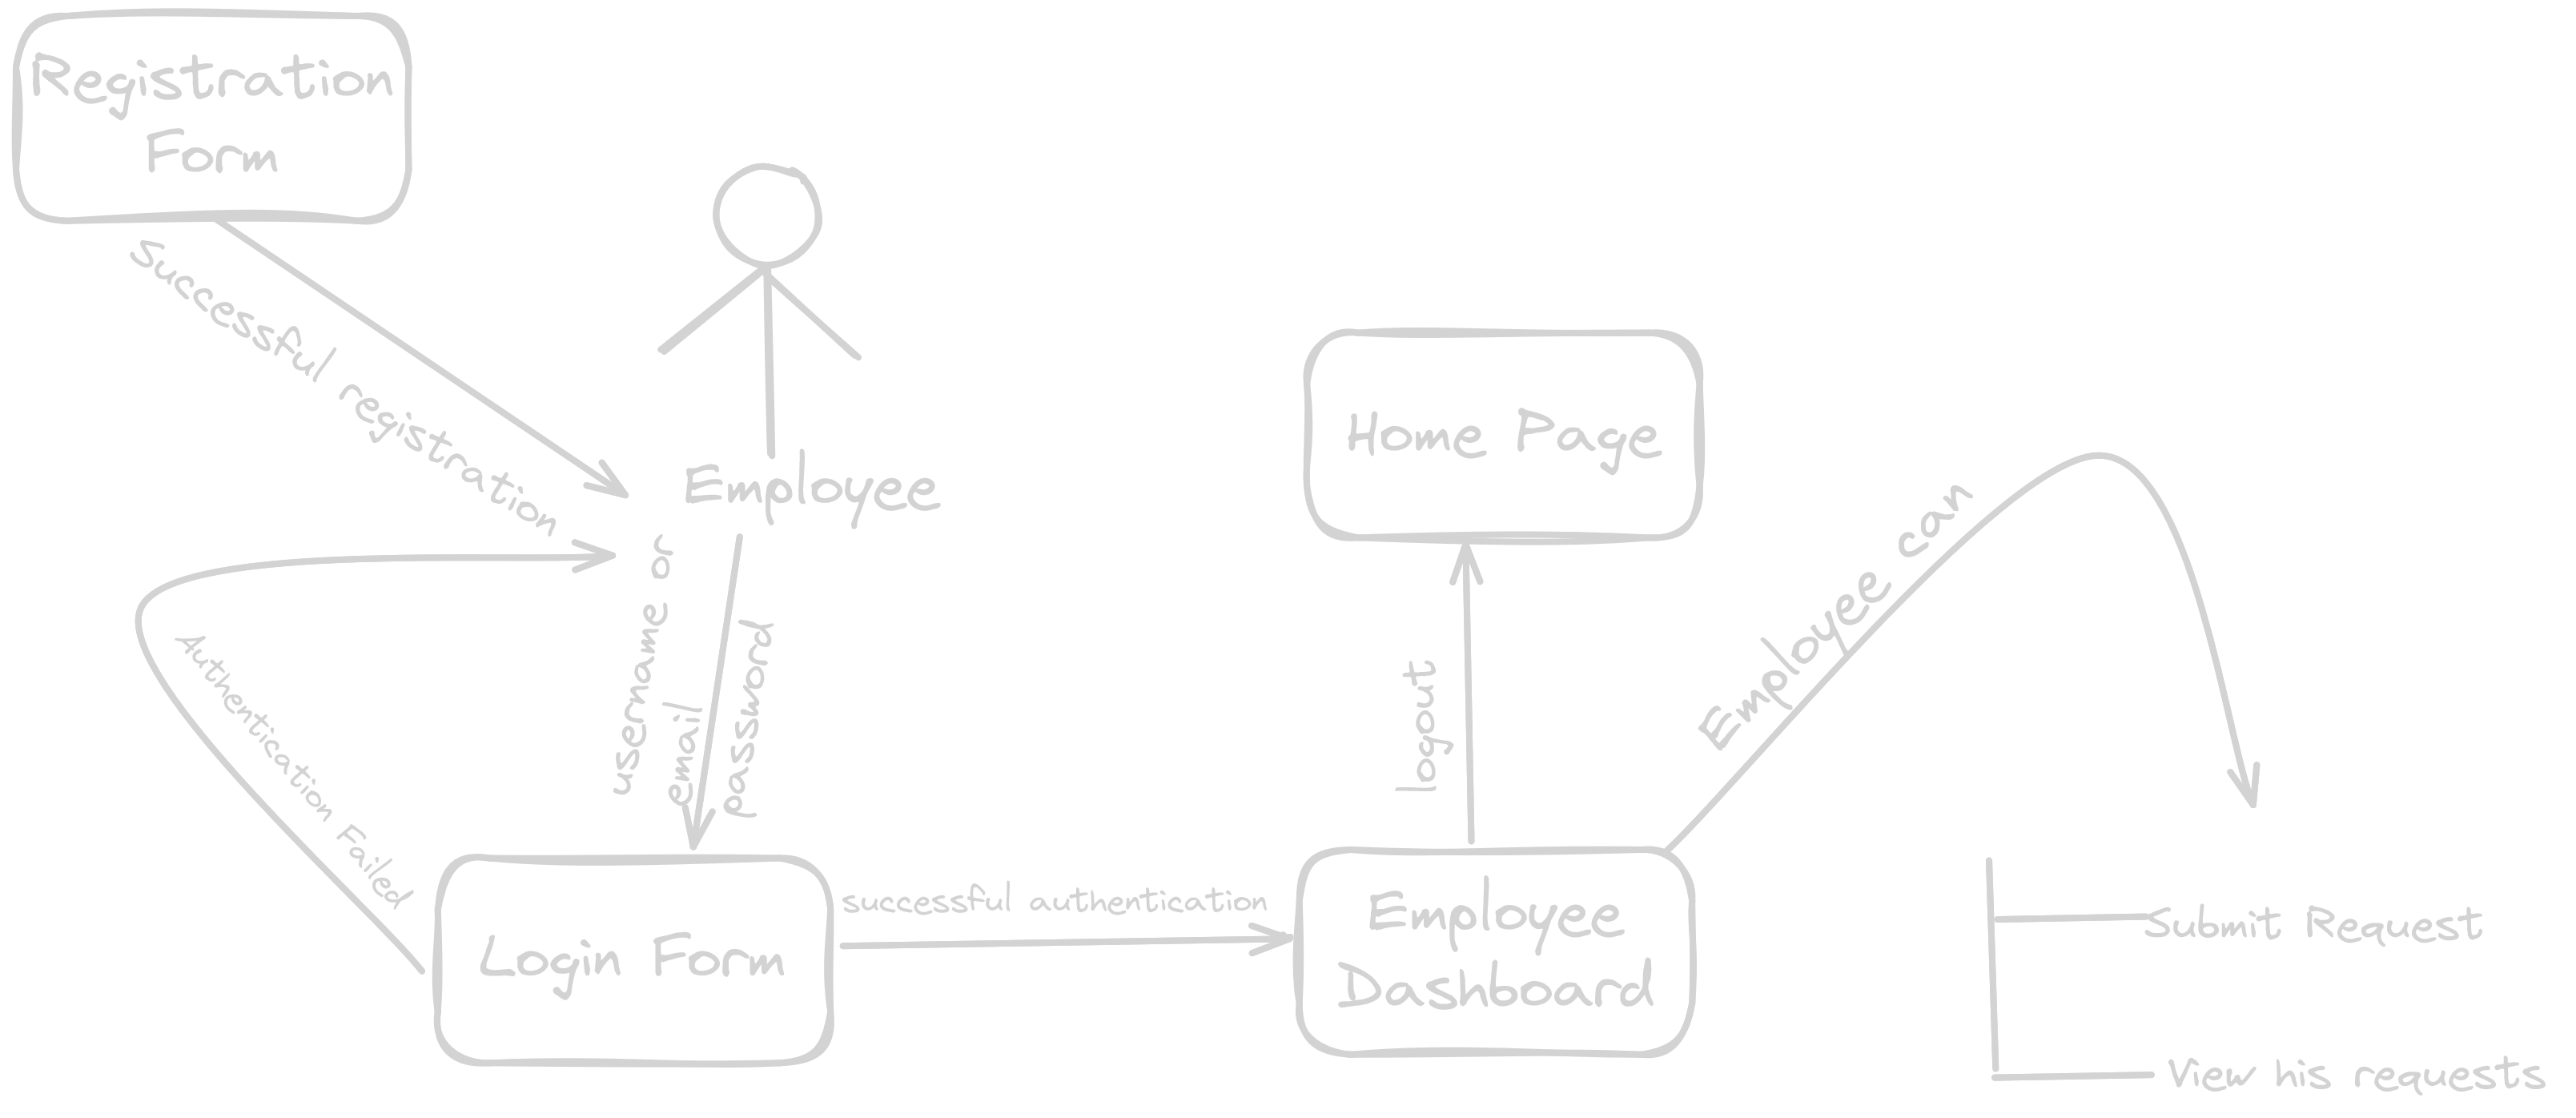 Registration
Form
Successful registration
Employee
username or
email
password
Authentication Failed
Login Form
successful authentication
Home Page
logout
Employee can
Employee
Dashboard
Submit Request
View his requests